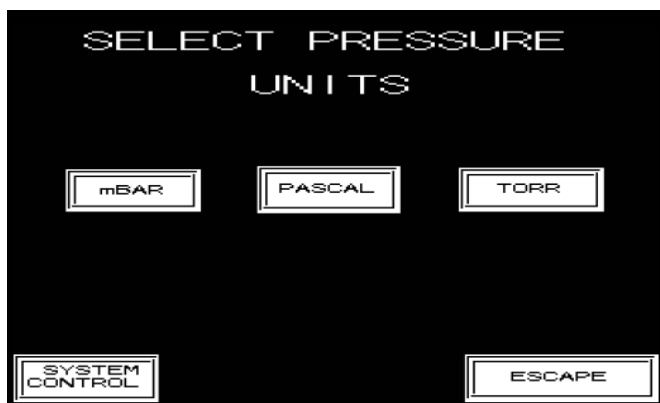 SELECT PRESSURE
UNITS
mBAR
PASCAL
TORR
SYSTEM
CONTROL
ESCAPE